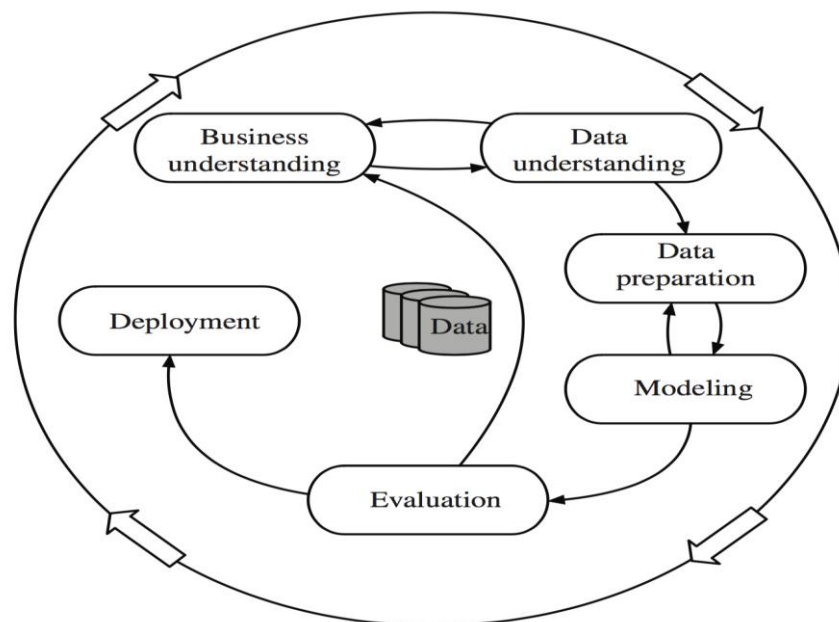 Business
understanding
Data
understanding
Data
preparation
Deployment
Data
Modeling
Evaluation